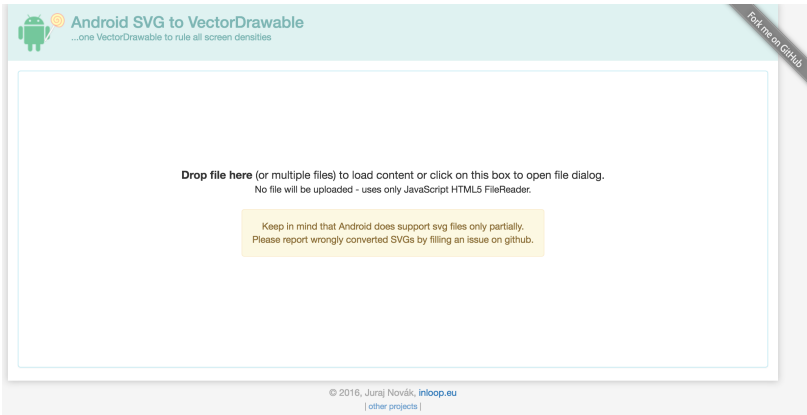 Android SVG to VectorDrawable
...one VectorDrawable to rule all screen densities
Fork me on GitHub
Drop file here (or multiple files) to load content or click on this box to open file dialog.
No file will be uploaded - uses only JavaScript HTML5 FileReader.
Keep in mind that Android does support svg files only partially.
Please report wrongly converted SVGs by filling an issue on github.
© 2016, Juraj Novák, inloop.eu
| other projects |